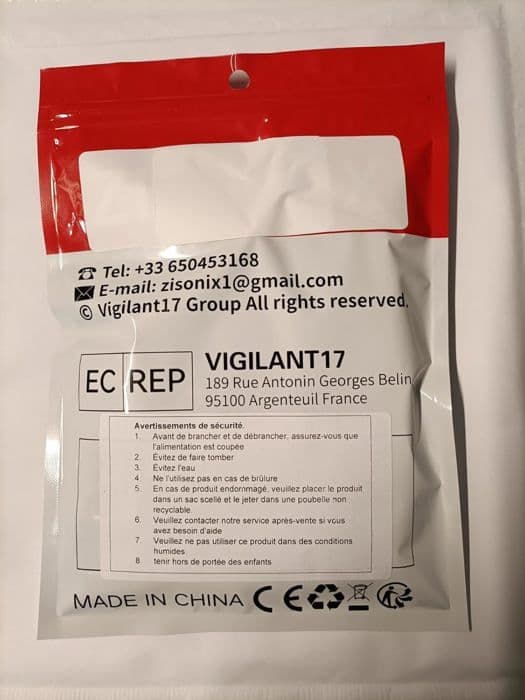 ☎ Tel: +33 650453168
✉ E-mail: zisonix1@gmail.com
© Vigilant17 Group All rights reserved.
EC REP
VIGILANT17
189 Rue Antonin Georges Belin
95100 Argenteuil France
Avertissements de sécurité.
1. Avant de brancher et de débrancher, assurez-vous que
l'alimentation est coupée
2. Évitez de faire tomber
3. Évitez l'eau
4. Ne l'utilisez pas en cas de brûlure
5. En cas de produit endommagé, veuillez placer le produit
dans un sac scellé et le jeter dans une poubelle non
recyclable.
6. Veuillez contacter notre service après-vente si vous
avez besoin d'aide
7. Veuillez ne pas utiliser ce produit dans des conditions
humides.
8. tenir hors de portée des enfants
MADE IN CHINA CE